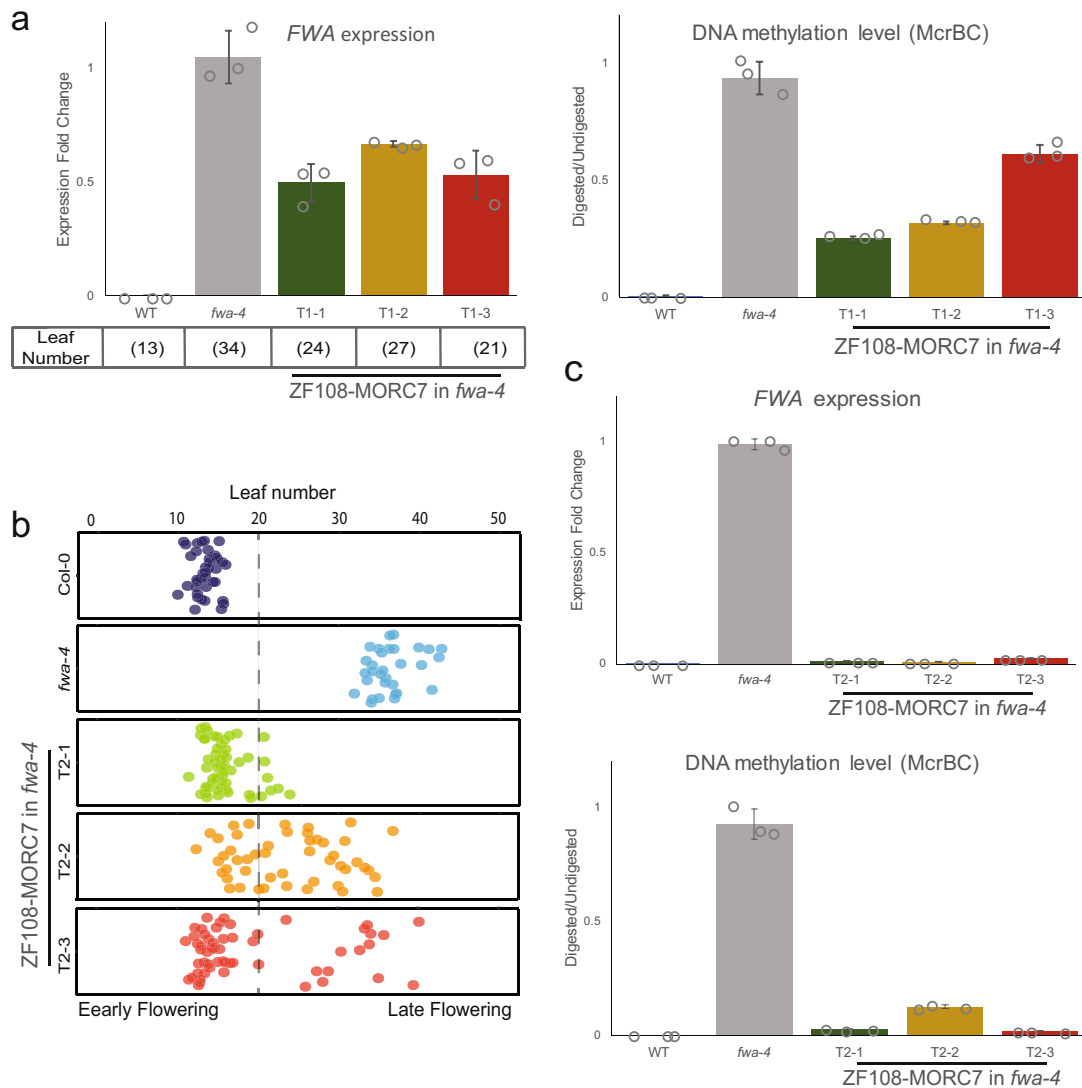 a
FWA expression
Expression Fold Change
1
0.5
0
WT
fwa-4
T1-1
T1-2
T1-3
Leaf Number
(13)
(34)
(24)
(27)
(21)
ZF108-MORC7 in fwa-4
DNA methylation level (McrBC)
Digested/Undigested
1
0.5
0
WT
fwa-4
T1-1
T1-2
T1-3
ZF108-MORC7 in fwa-4
b
Leaf number
0 10 20 30 40 50
Col-0
fwa-4
T2-1
T2-2
T2-3
ZF108-MORC7 in fwa-4
Eearly Flowering
Late Flowering
c
FWA expression
Expression Fold Change
1
0.5
0
WT
fwa-4
T2-1
T2-2
T2-3
ZF108-MORC7 in fwa-4
DNA methylation level (McrBC)
Digested/Undigested
1
0.5
0
WT
fwa-4
T2-1
T2-2
T2-3
ZF108-MORC7 in fwa-4